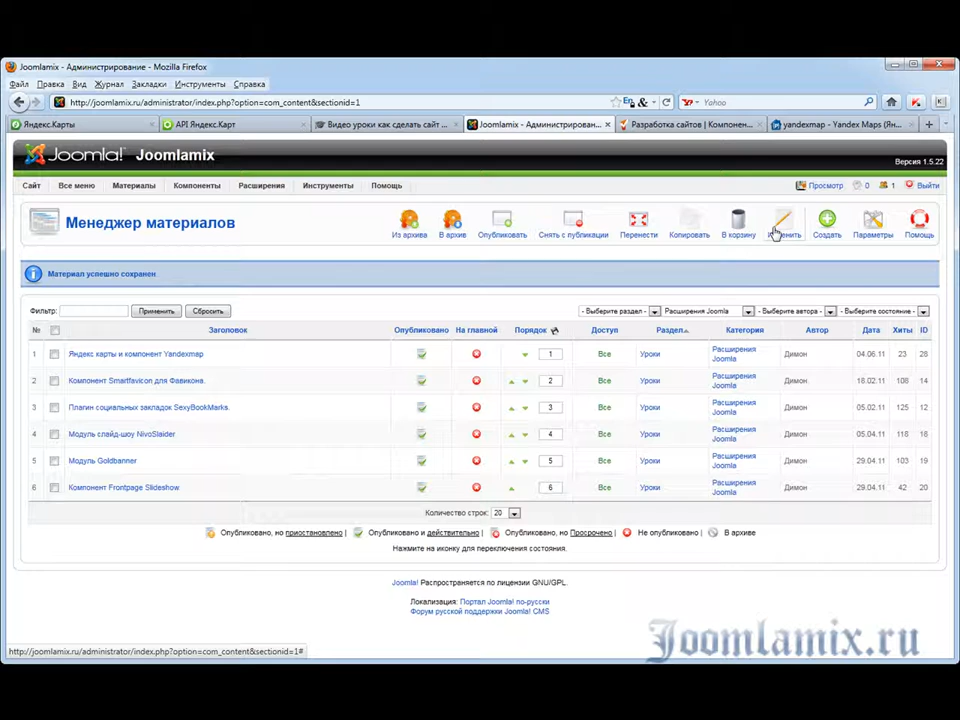 Joomlamix - Администрирование - Mozilla Firefox
Файл Правка Вид Журнал Закладки Инструменты Справка
http://joomlamix.ru/administrator/index.php?option=com_content&sectionid=1
Yahoo
Яндекс.Карты
API Яндекс.Карт
Видео уроки как сделать сайт ...
Joomlamix - Администрирован...
Разработка сайтов | Компонен...
yandexmap - Yandex Maps (Ян...
Joomla! Joomlamix
Версия 1.5.22
Сайт Все меню Материалы Компоненты Расширения Инструменты Помощь
Просмотр 0 1 Выйти
Менеджер материалов
Из архива В архив Опубликовать Снять с публикации Перенести Копировать В корзину Создать Параметры Помощь
Материал успешно сохранен
Фильтр: Применить Сбросить
- Выберите раздел - Расширения Joomla - Выберите автора - - Выберите состояние -
№ Заголовок Опубликовано На главной Порядок Доступ Раздел Категория Автор Дата Хиты ID
1 Яндекс карты и компонент Yandexmap 1 Все Уроки Расширения Joomla Димон 04.06.11 23 28
2 Компонент Smartfavicon для Фавикона. 2 Все Уроки Расширения Joomla Димон 18.02.11 108 14
3 Плагин социальных закладок SexyBookMarks. 3 Все Уроки Расширения Joomla Димон 05.02.11 125 12
4 Модуль слайд-шоу NivoSlaider 4 Все Уроки Расширения Joomla Димон 05.04.11 118 18
5 Модуль Goldbanner 5 Все Уроки Расширения Joomla Димон 29.04.11 103 19
6 Компонент Frontpage Slideshow 6 Все Уроки Расширения Joomla Димон 29.04.11 42 20
Количество строк: 20
Опубликовано, но приостановлено | Опубликовано и действительно | Опубликовано, но Просрочено | Не опубликовано | В архиве
Нажмите на иконку для переключения состояния.
Joomla! Распространяется по лицензии GNU/GPL.
Локализация: Портал Joomla! по-русски
Форум русской поддержки Joomla! CMS
Joomlamix.ru
http://joomlamix.ru/administrator/index.php?option=com_content&sectionid=1#